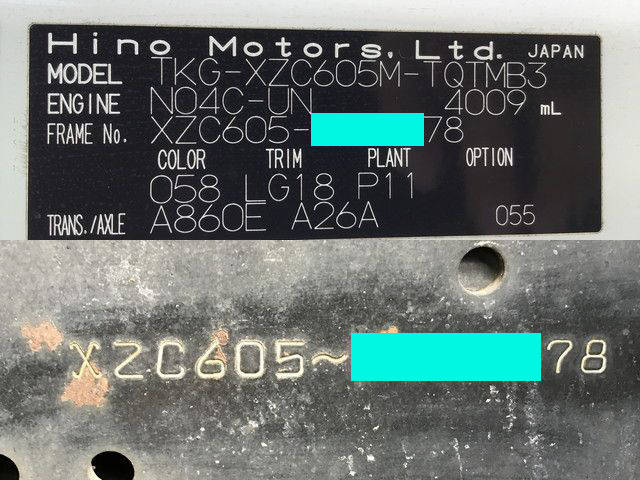 Hino Motors, Ltd. JAPAN
MODEL TKG-XZC605M-TQTMB3
ENGINE N04C-UN 4009 mL
FRAME No. XZC605- 78
COLOR TRIM PLANT OPTION
058 LG18 P11
TRANS./AXLE A860E A26A 055
XZC605~ 78